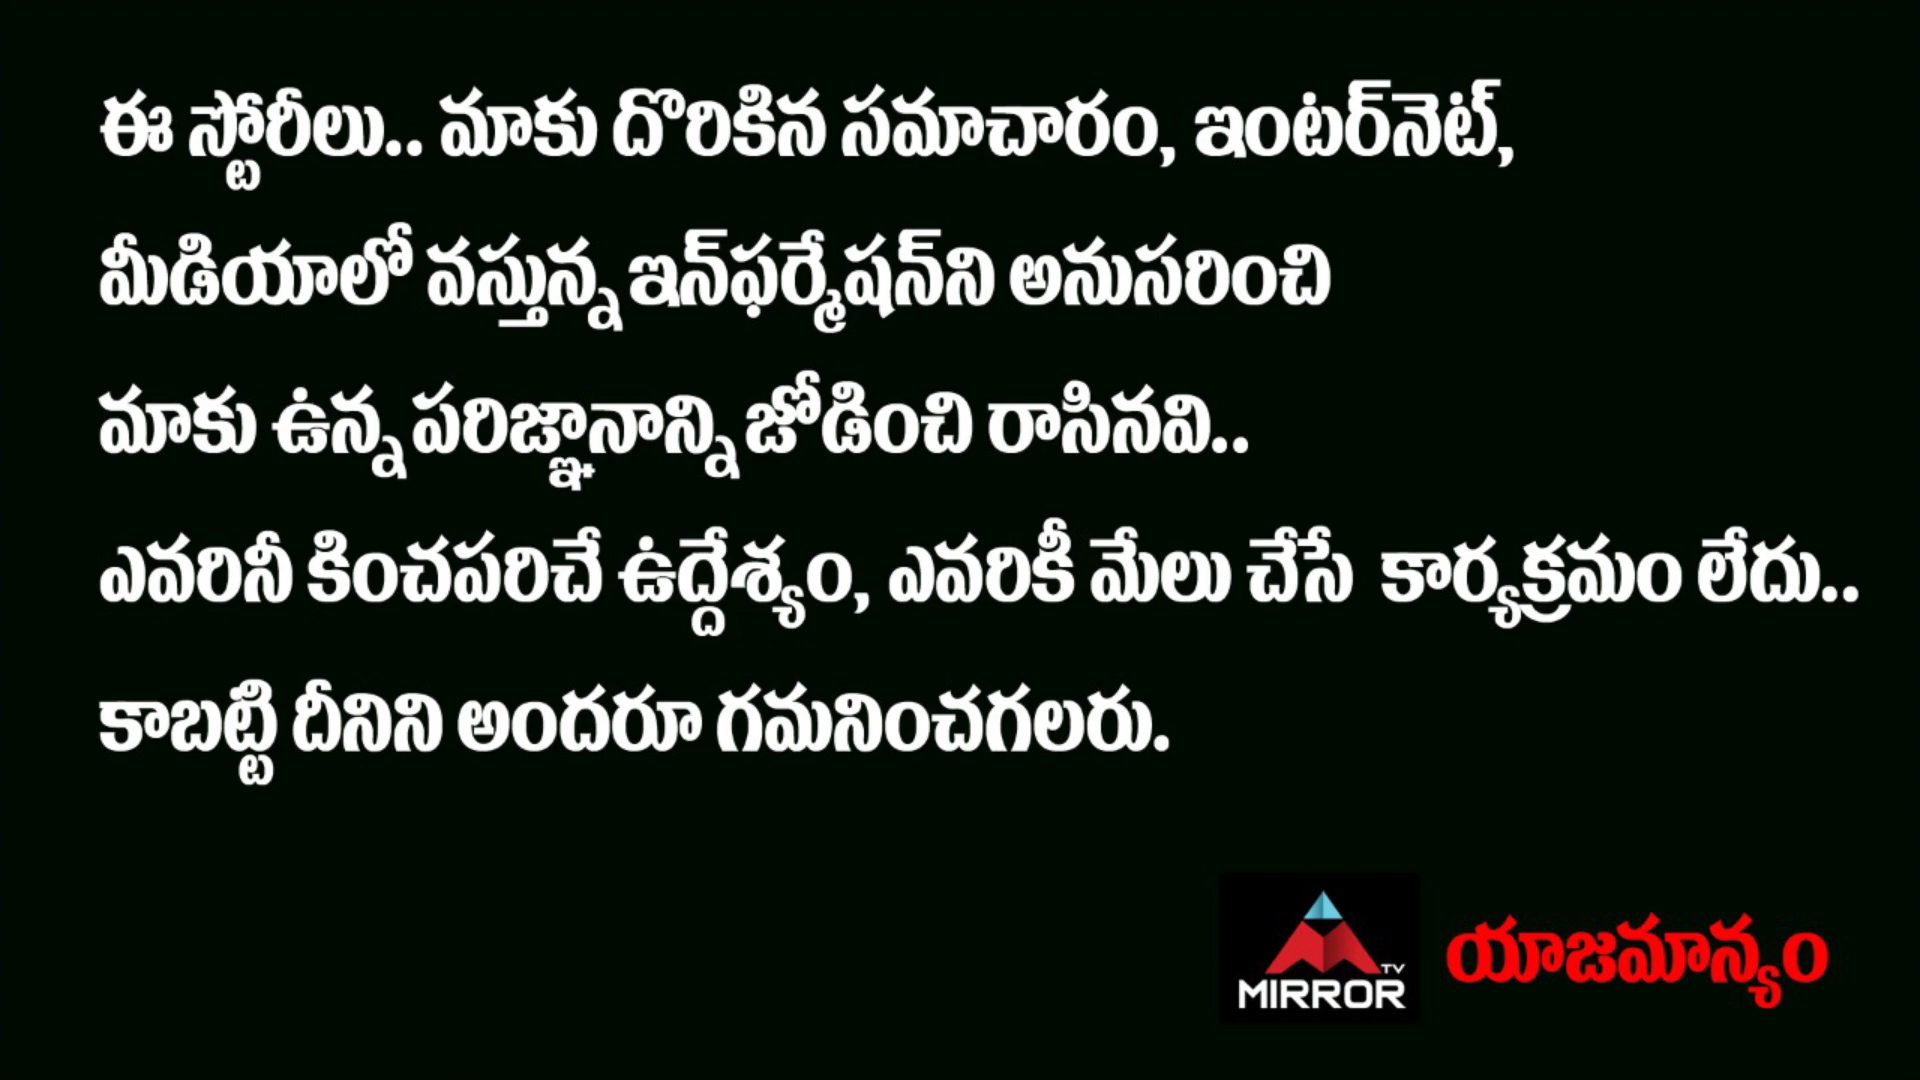 ఈ స్టోరీలు.. మాకు దొరికిన సమాచారం, ఇంటర్‌నెట్,
మీడియాలో వస్తున్న ఇన్‌ఫర్మేషన్‌ని అనుసరించి
మాకు ఉన్న పరిజ్ఞానాన్ని జోడించి రాసినవి..
ఎవరినీ కించపరిచే ఉద్దేశ్యం, ఎవరికీ మేలు చేసే కార్యక్రమం లేదు..
కాబట్టి దీనిని అందరూ గమనించగలరు.
MIRROR TV యాజమాన్యం